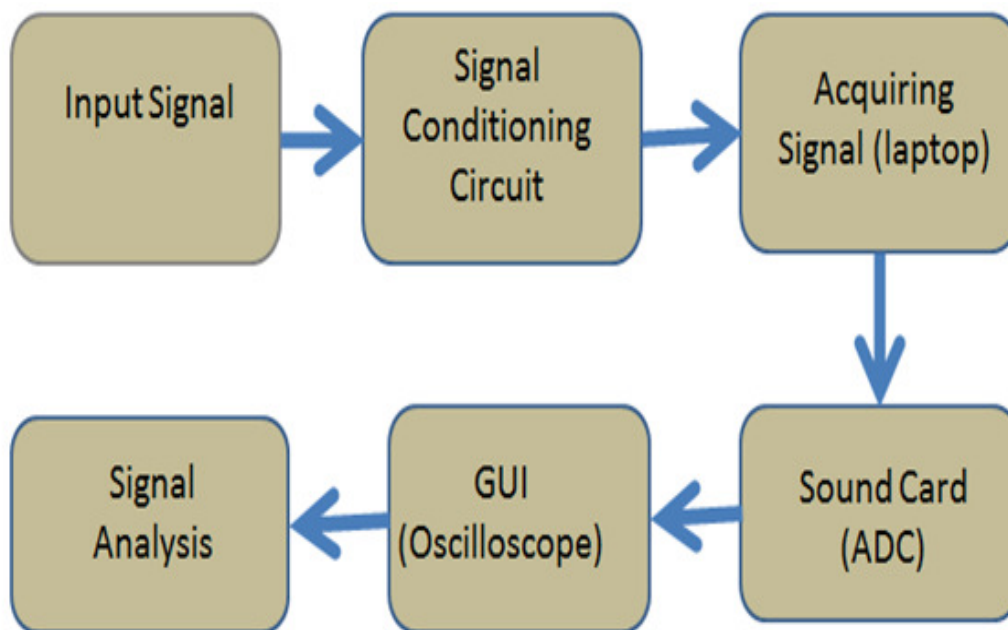 Input Signal
Signal
Conditioning
Circuit
Acquiring
Signal (laptop)
Sound Card
(ADC)
GUI
(Oscilloscope)
Signal
Analysis